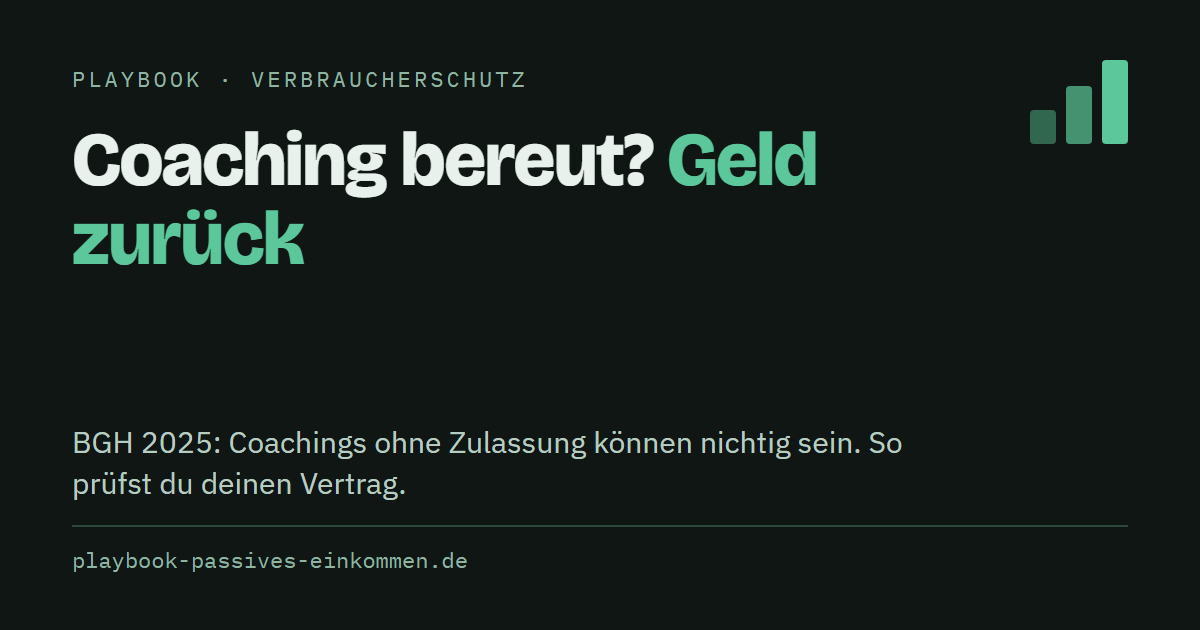 PLAYBOOK · VERBRAUCHERSCHUTZ
Coaching bereut? Geld
zurück
BGH 2025: Coachings ohne Zulassung können nichtig sein. So
prüfst du deinen Vertrag.
playbook-passives-einkommen.de